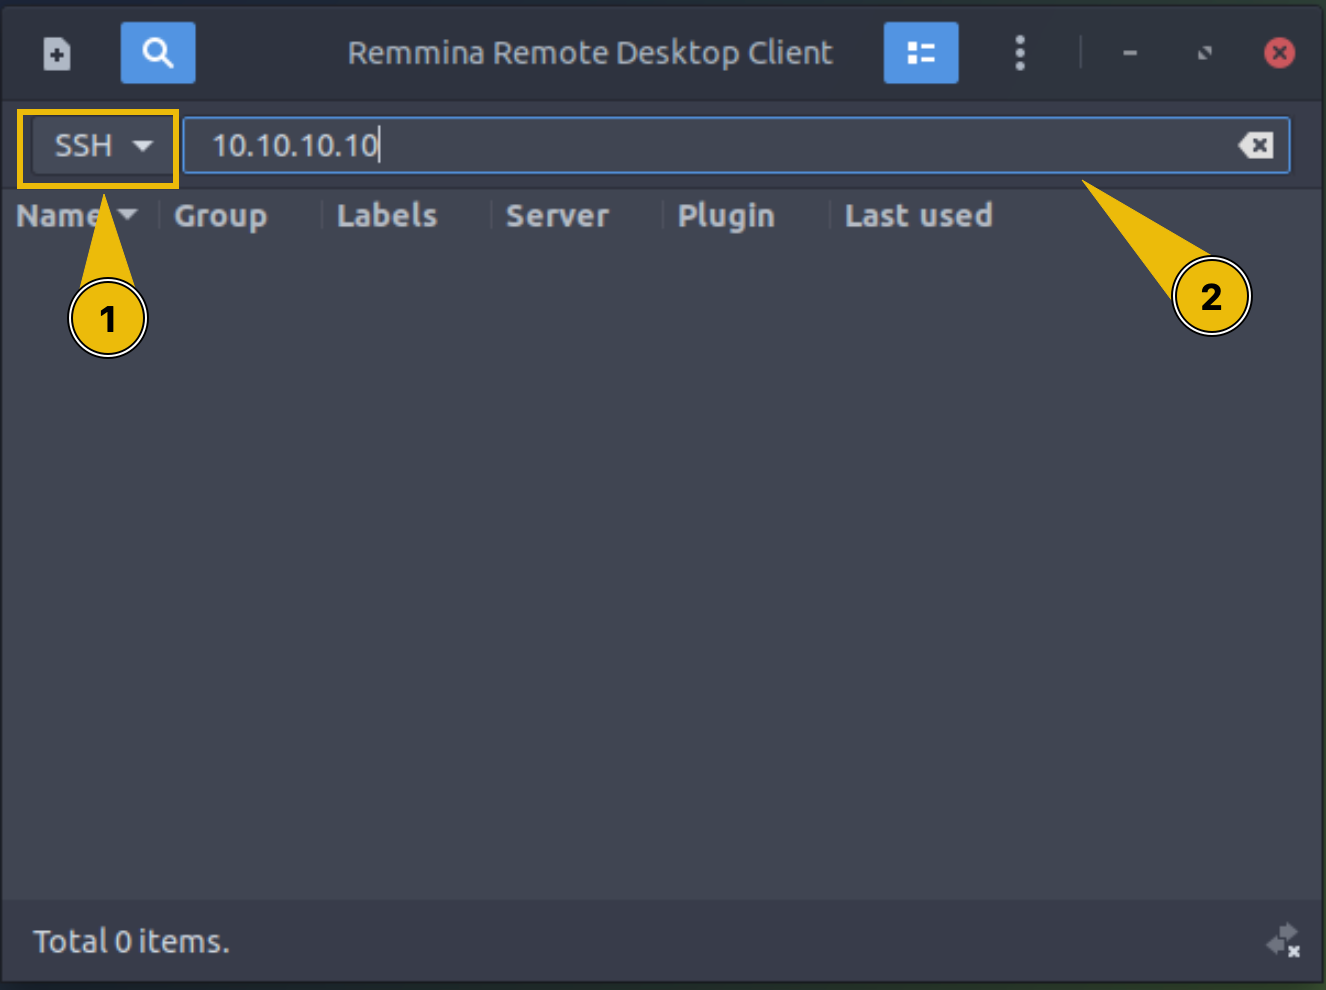 Remmina Remote Desktop Client
SSH 10.10.10.10
Name Group Labels Server Plugin Last used
1
2
Total 0 items.